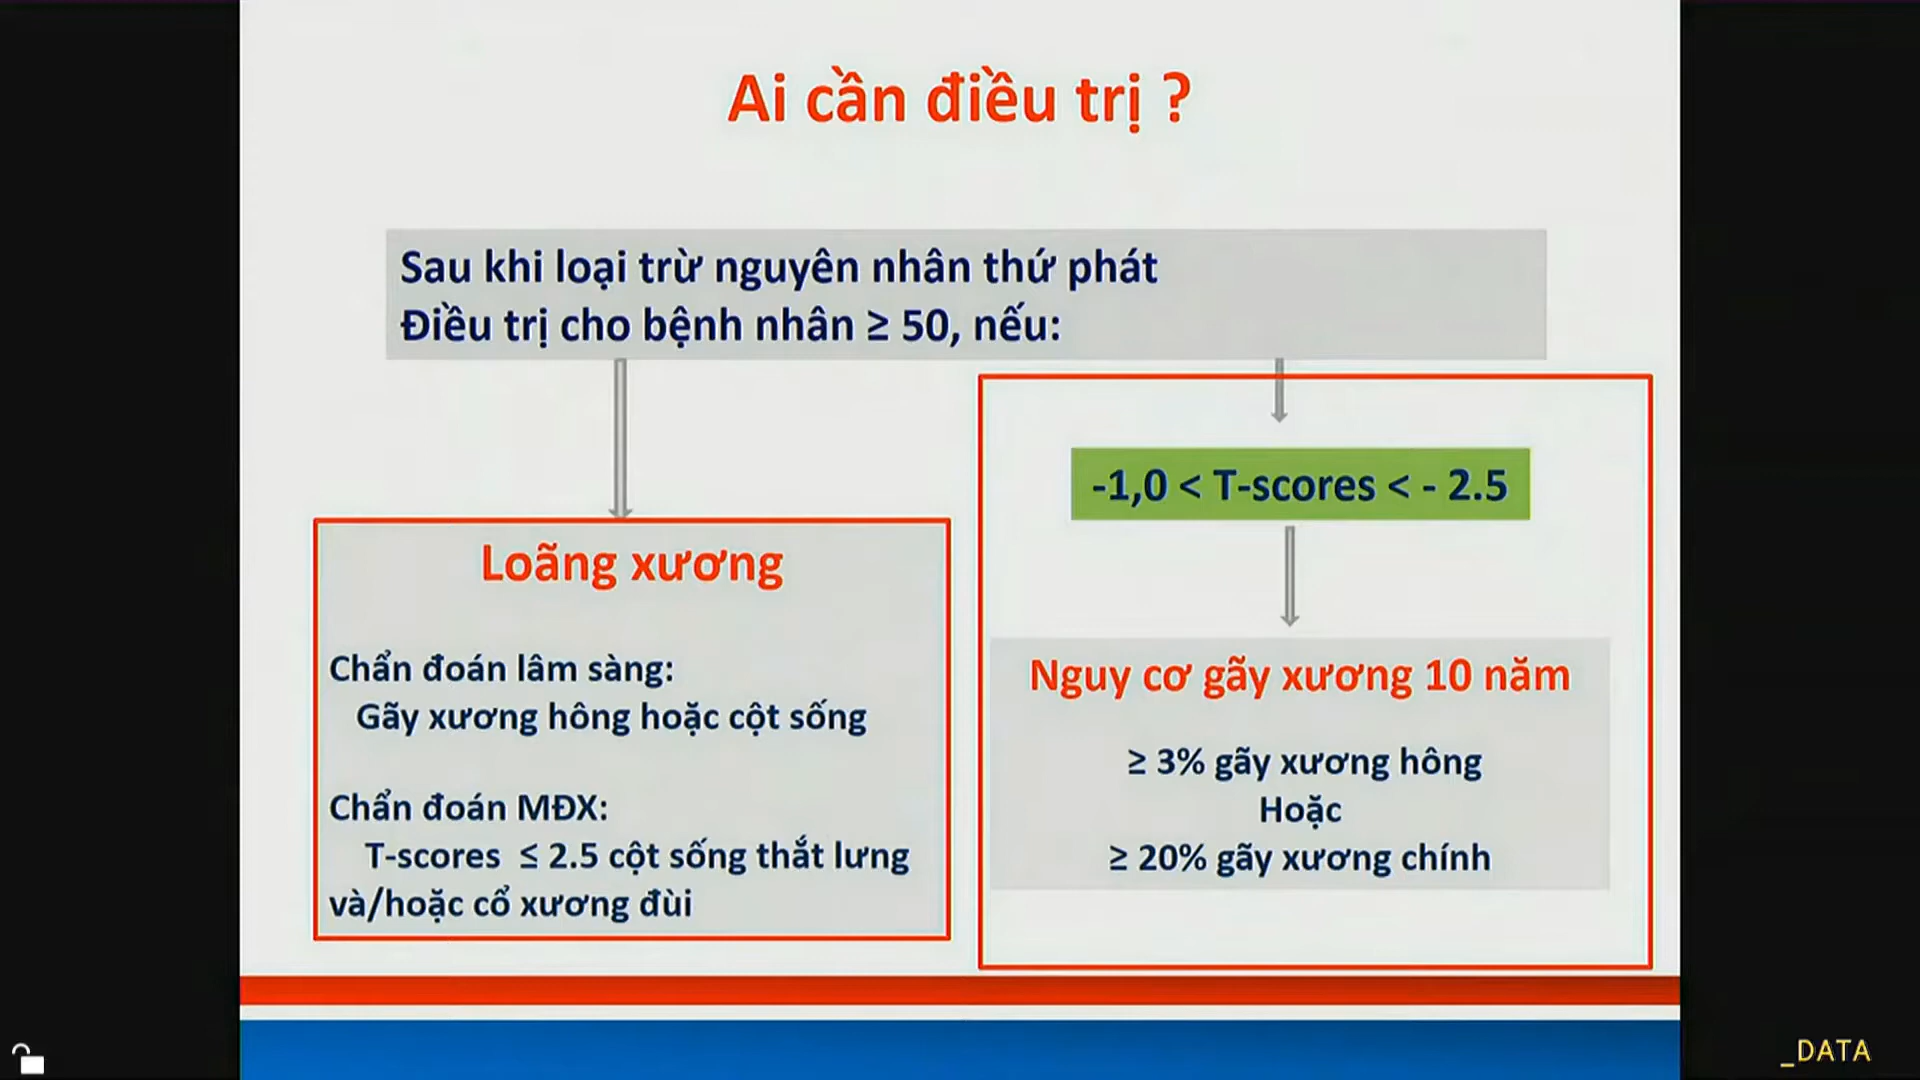 Ai cần điều trị ?
Sau khi loại trừ nguyên nhân thứ phát
Điều trị cho bệnh nhân ≥ 50, nếu:
Loãng xương
Chẩn đoán lâm sàng:
Gãy xương hông hoặc cột sống
Chẩn đoán MĐX:
T-scores ≤ 2.5 cột sống thắt lưng
và/hoặc cổ xương đùi
-1,0 < T-scores < - 2.5
Nguy cơ gãy xương 10 năm
≥ 3% gãy xương hông
Hoặc
≥ 20% gãy xương chính
_DATA